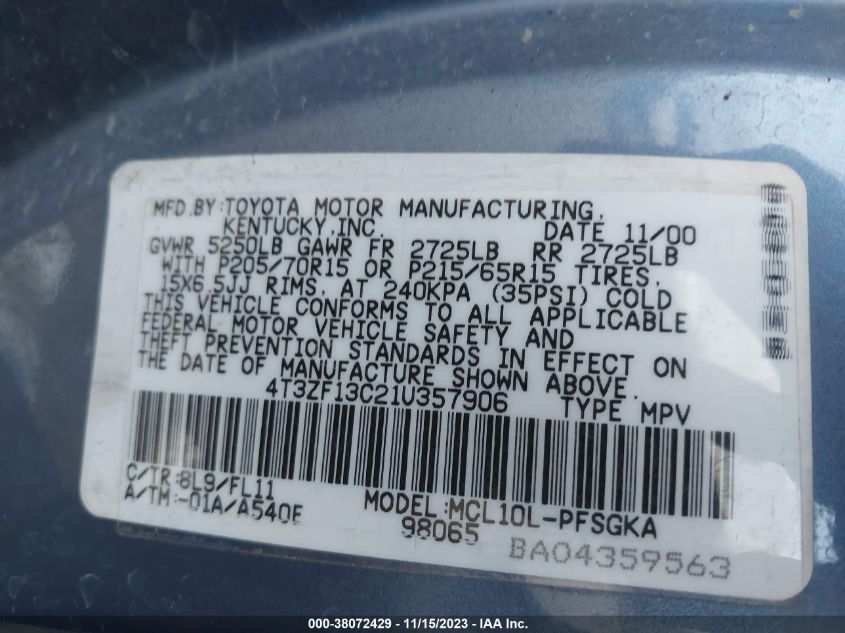 MFD.BY:TOYOTA MOTOR MANUFACTURING,
KENTUCKY,INC. DATE 11/00
GVWR 5250LB GAWR FR 2725LB RR 2725LB
WITH P205/70R15 OR P215/65R15 TIRES,
15X6.5JJ RIMS, AT 240KPA (35PSI) COLD
THIS VEHICLE CONFORMS TO ALL APPLICABLE
FEDERAL MOTOR VEHICLE SAFETY AND
THEFT PREVENTION STANDARDS IN EFFECT ON
THE DATE OF MANUFACTURE SHOWN ABOVE.
4T3ZF13C21U357906 TYPE MPV
C/TR:8L9/FL11
A/TM:-01A/A540E MODEL:MCL10L-PFSGKA
98065 BA04359563
000-38072429 - 11/15/2023 - IAA Inc.